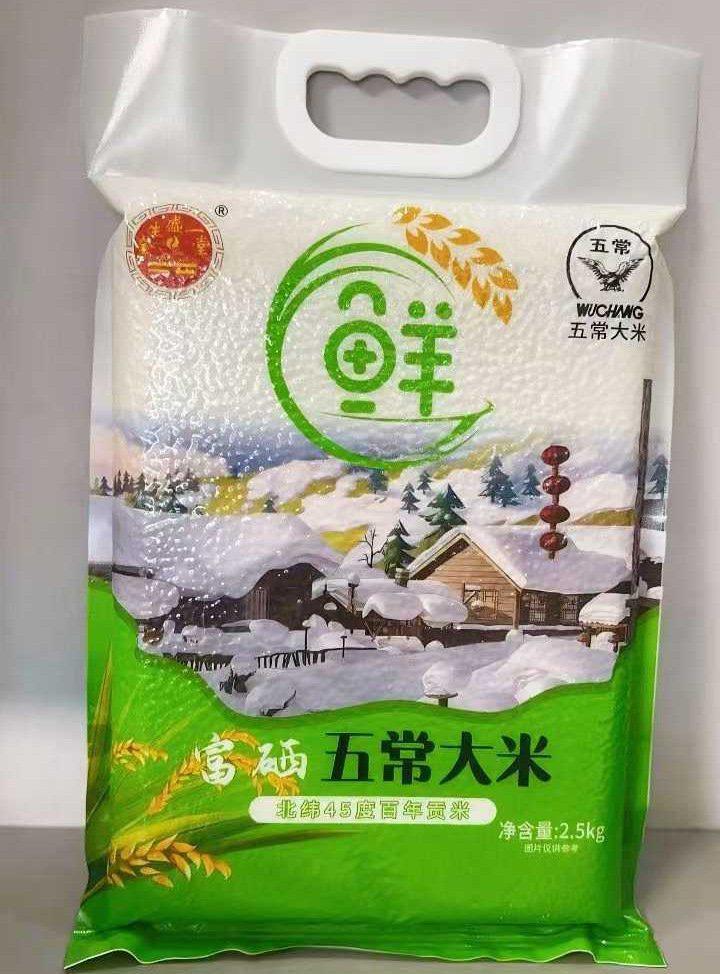 ®
五常
WUCHANG
五常大米
鲜
富硒 五常大米
北纬45度百年贡米
净含量:2.5kg
图片仅供参考